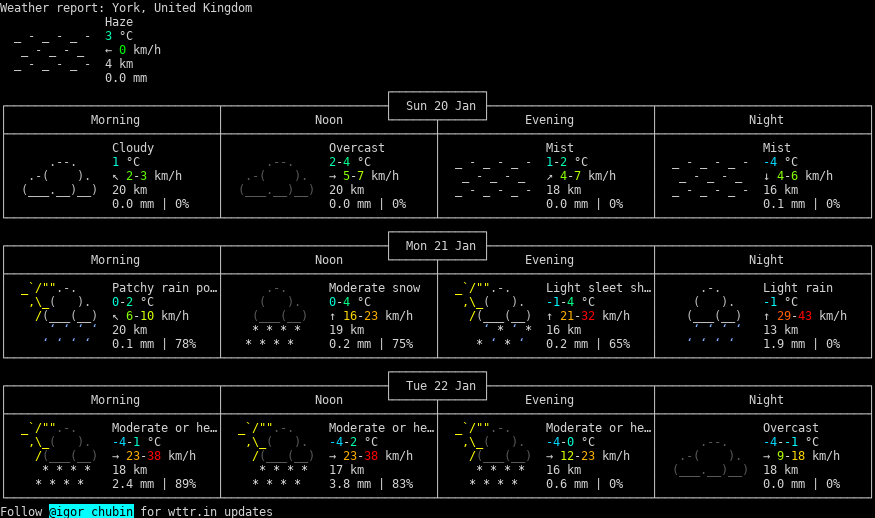 Weather report: York, United Kingdom
Haze
3 °C
← 0 km/h
4 km
0.0 mm
Sun 20 Jan
Morning Noon Evening Night
Cloudy Overcast Mist Mist
1 °C 2-4 °C 1-2 °C -4 °C
↖ 2-3 km/h → 5-7 km/h ↗ 4-7 km/h ↓ 4-6 km/h
20 km 20 km 18 km 16 km
0.0 mm | 0% 0.0 mm | 0% 0.0 mm | 0% 0.1 mm | 0%
Mon 21 Jan
Morning Noon Evening Night
Patchy rain po… Moderate snow Light sleet sh… Light rain
0-2 °C 0-4 °C -1-4 °C -1 °C
↖ 6-10 km/h ↑ 16-23 km/h ↑ 21-32 km/h ↑ 29-43 km/h
20 km 19 km 16 km 13 km
0.1 mm | 78% 0.2 mm | 75% 0.2 mm | 65% 1.9 mm | 0%
Tue 22 Jan
Morning Noon Evening Night
Moderate or he… Moderate or he… Moderate or he… Overcast
-4-1 °C -4-2 °C -4-0 °C -4--1 °C
→ 23-38 km/h → 23-38 km/h → 12-23 km/h → 9-18 km/h
18 km 17 km 16 km 18 km
2.4 mm | 89% 3.8 mm | 83% 0.6 mm | 0% 0.0 mm | 0%
Follow @igor_chubin for wttr.in updates